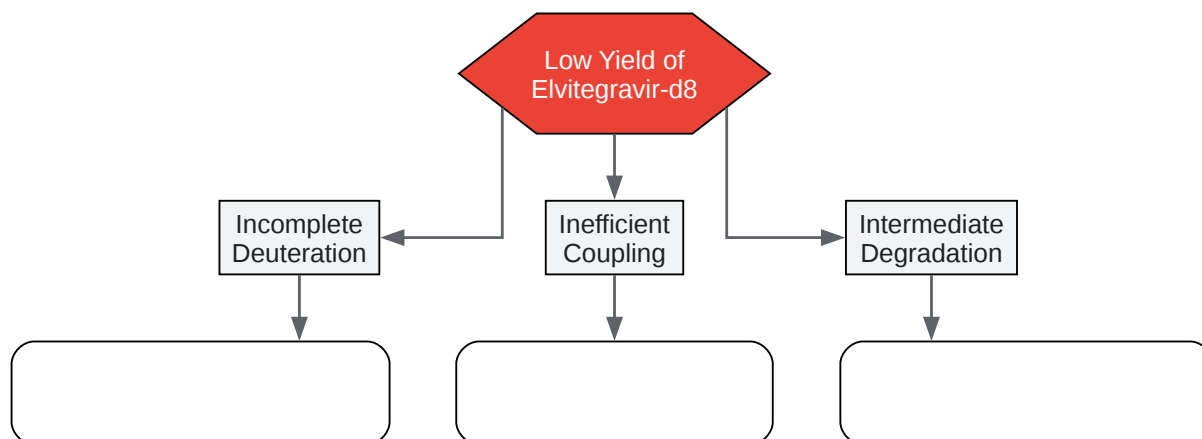 Low Yield of
Elvitegravir-d8
Incomplete
Deuteration
Inefficient
Coupling
Intermediate
Degradation